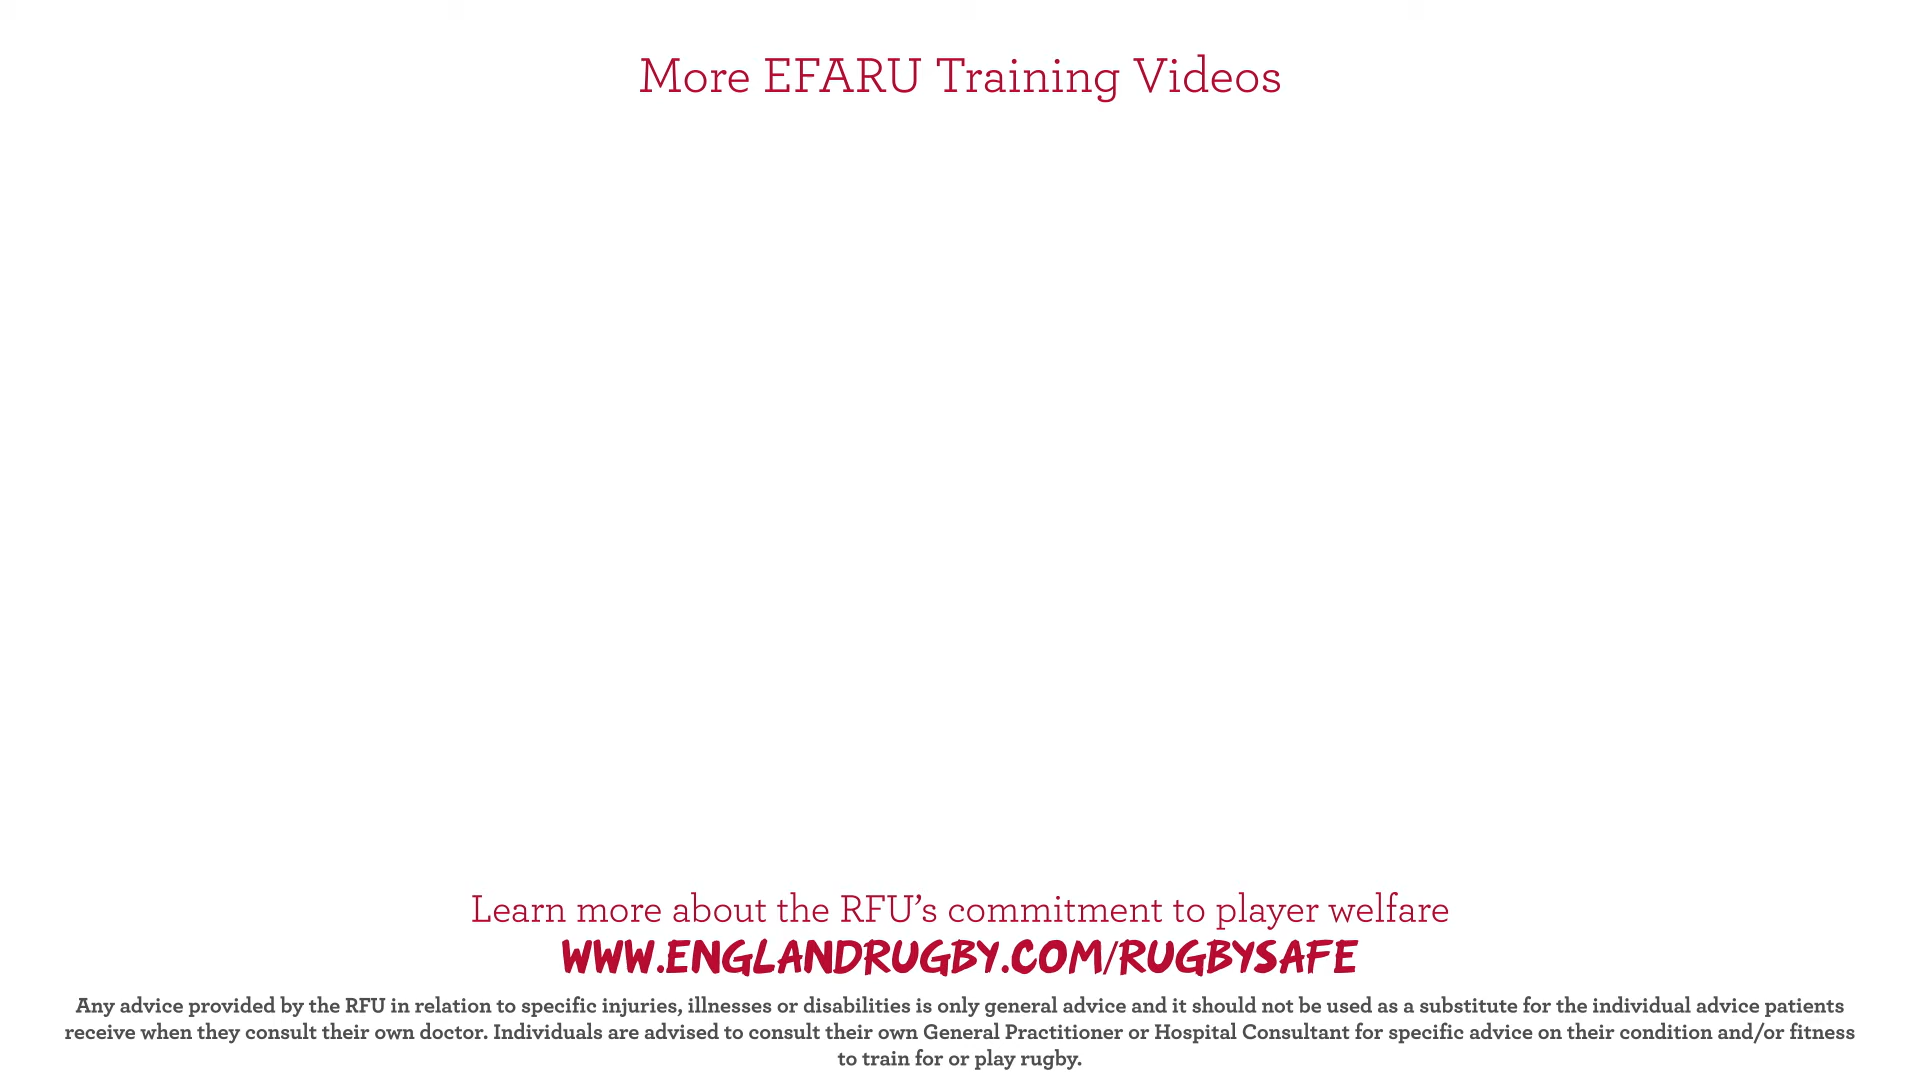 More EFARU Training Videos
Learn more about the RFU’s commitment to player welfare
WWW.ENGLANDRUGBY.COM/RUGBYSAFE
Any advice provided by the RFU in relation to specific injuries, illnesses or disabilities is only general advice and it should not be used as a substitute for the individual advice patients
receive when they consult their own doctor. Individuals are advised to consult their own General Practitioner or Hospital Consultant for specific advice on their condition and/or fitness
to train for or play rugby.